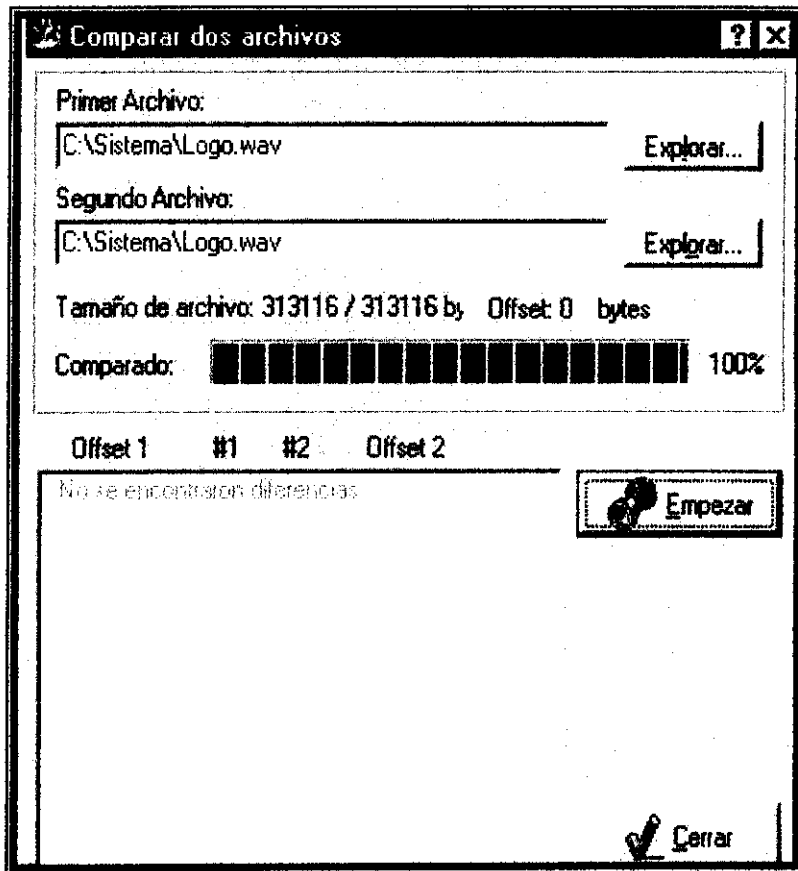 Comparar dos archivos
Primer Archivo:
C:\Sistema\Logo.wav Explorar...
Segundo Archivo:
C:\Sistema\Logo.wav Explorar...
Tamaño de archivo: 313116 / 313116 by Offset: 0 bytes
Comparado: 100%
Offset 1 #1 #2 Offset 2
No se encontraron diferencias
Empezar
Cerrar